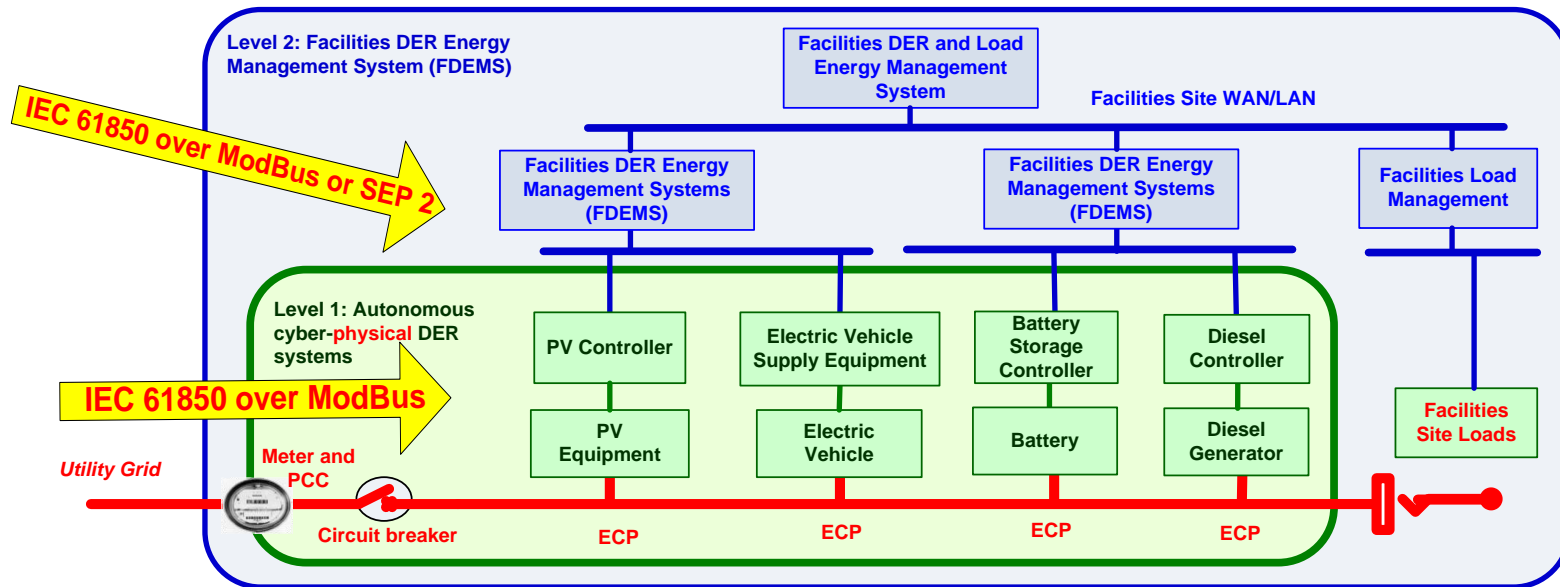 Level 2: Facilities DER Energy
Management System (FDEMS)
Facilities DER and Load
Energy Management
System
Facilities Site WAN/LAN
IEC 61850 over
ModBus or SEP 2
Facilities DER Energy
Management Systems
(FDEMS)
Facilities DER Energy
Management Systems
(FDEMS)
Facilities Load
Management
Level 1: Autonomous
cyber-physical DER
systems
PV Controller
Electric Vehicle
Supply Equipment
Battery
Storage
Controller
Diesel
Controller
IEC 61850 over ModBus
PV
Equipment
Electric
Vehicle
Battery
Diesel
Generator
Facilities
Site Loads
Utility Grid
Meter and
PCC
Circuit breaker
ECP
ECP
ECP
ECP